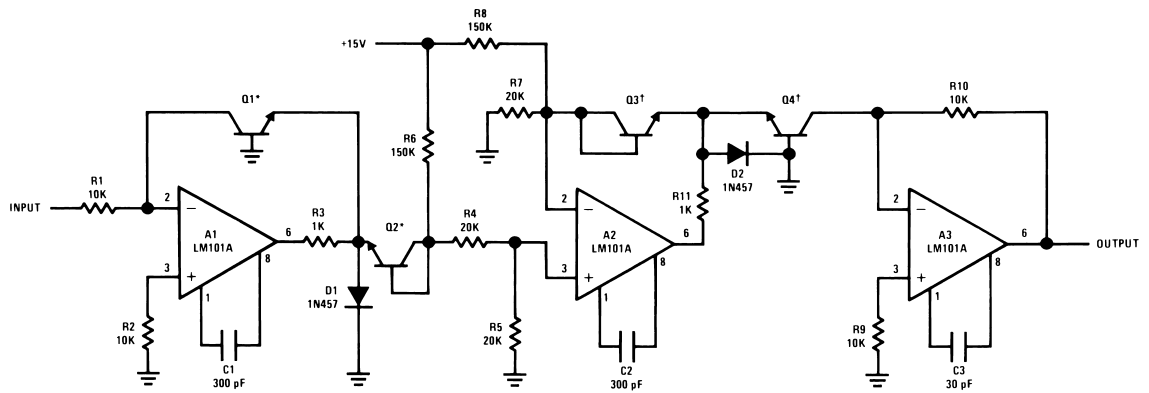 R8
150K
+15V
R7
20K
Q3†
Q4†
R10
10K
Q1*
R6
150K
D2
1N457
R11
1K
R1
10K
INPUT
2
−
A1
LM101A
6
8
3
+
1
R3
1K
Q2*
R4
20K
2
−
A2
LM101A
6
8
3
+
1
2
−
A3
LM101A
6
8
3
+
1
OUTPUT
D1
1N457
R2
10K
R5
20K
R9
10K
C1
300 pF
C2
300 pF
C3
30 pF